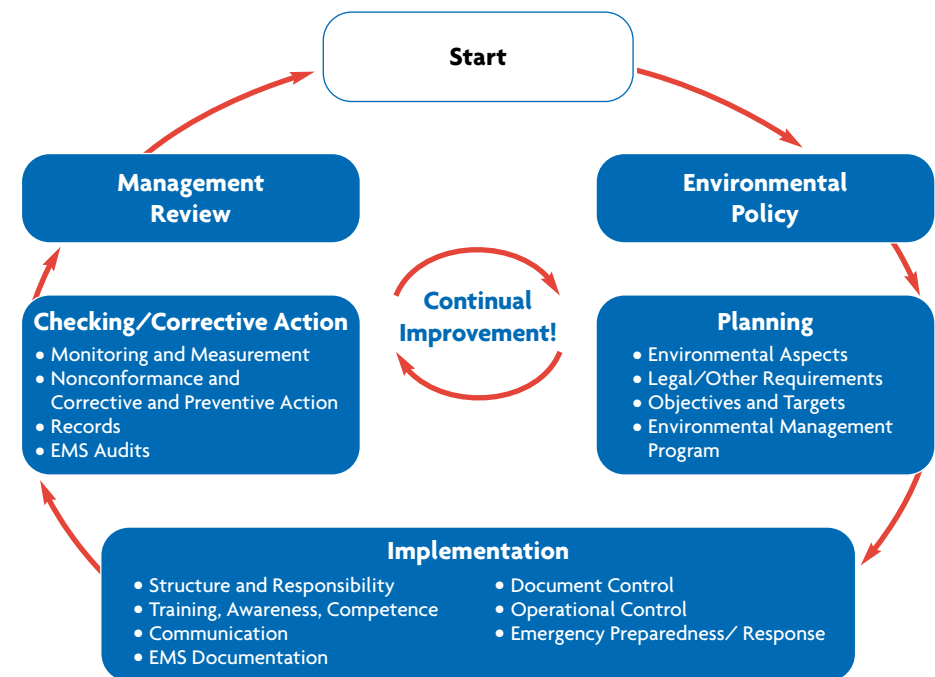 Start
Management
Review
Environmental
Policy
Continual
Improvement!
Checking/Corrective Action
• Monitoring and Measurement
• Nonconformance and
Corrective and Preventive Action
• Records
• EMS Audits
Planning
• Environmental Aspects
• Legal/Other Requirements
• Objectives and Targets
• Environmental Management
Program
Implementation
• Structure and Responsibility
• Training, Awareness, Competence
• Communication
• EMS Documentation
• Document Control
• Operational Control
• Emergency Preparedness/ Response